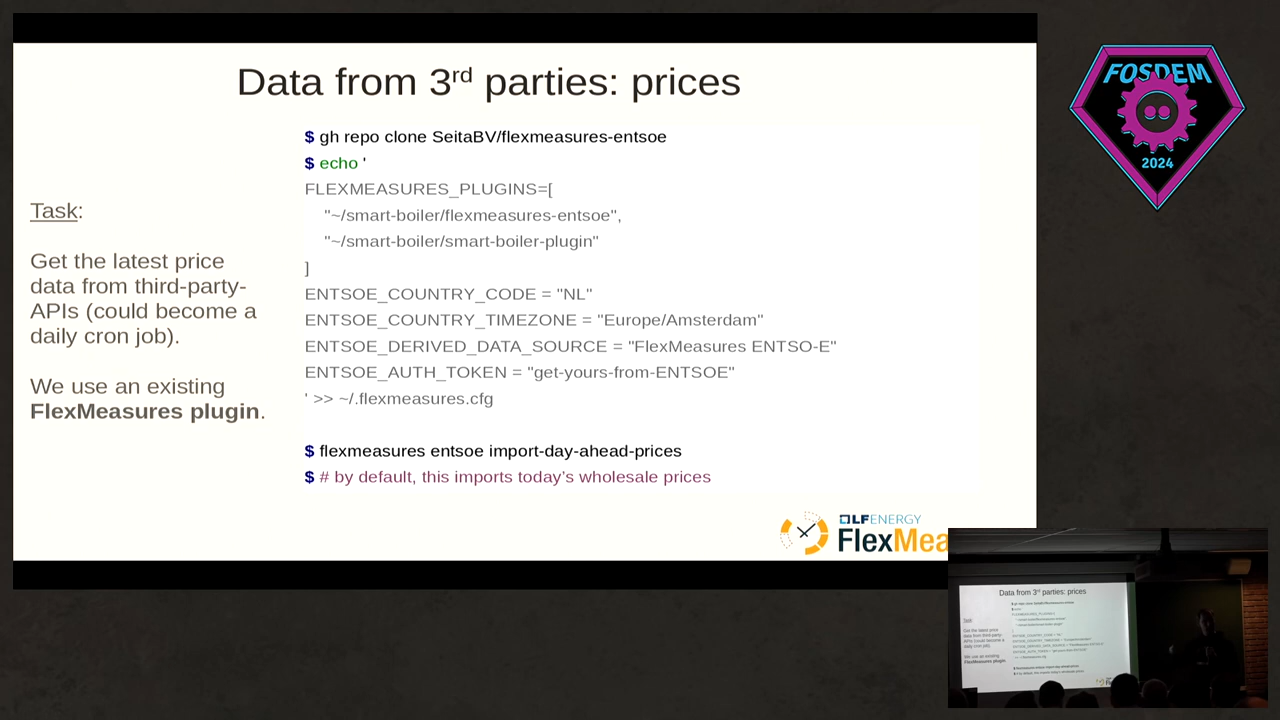 Data from 3rd parties: prices
Task:
Get the latest price
data from third-party-
APIs (could become a
daily cron job).
We use an existing
FlexMeasures plugin.
$ gh repo clone SeitaBV/flexmeasures-entsoe
$ echo '
FLEXMEASURES_PLUGINS=[
"~/smart-boiler/flexmeasures-entsoe",
"~/smart-boiler/smart-boiler-plugin"
]
ENTSOE_COUNTRY_CODE = "NL"
ENTSOE_COUNTRY_TIMEZONE = "Europe/Amsterdam"
ENTSOE_DERIVED_DATA_SOURCE = "FlexMeasures ENTSO-E"
ENTSOE_AUTH_TOKEN = "get-yours-from-ENTSOE"
' >> ~/.flexmeasures.cfg
$ flexmeasures entsoe import-day-ahead-prices
$ # by default, this imports today’s wholesale prices
LFENERGY
FlexMea
FOSDEM
2024
Data from 3rd parties: prices